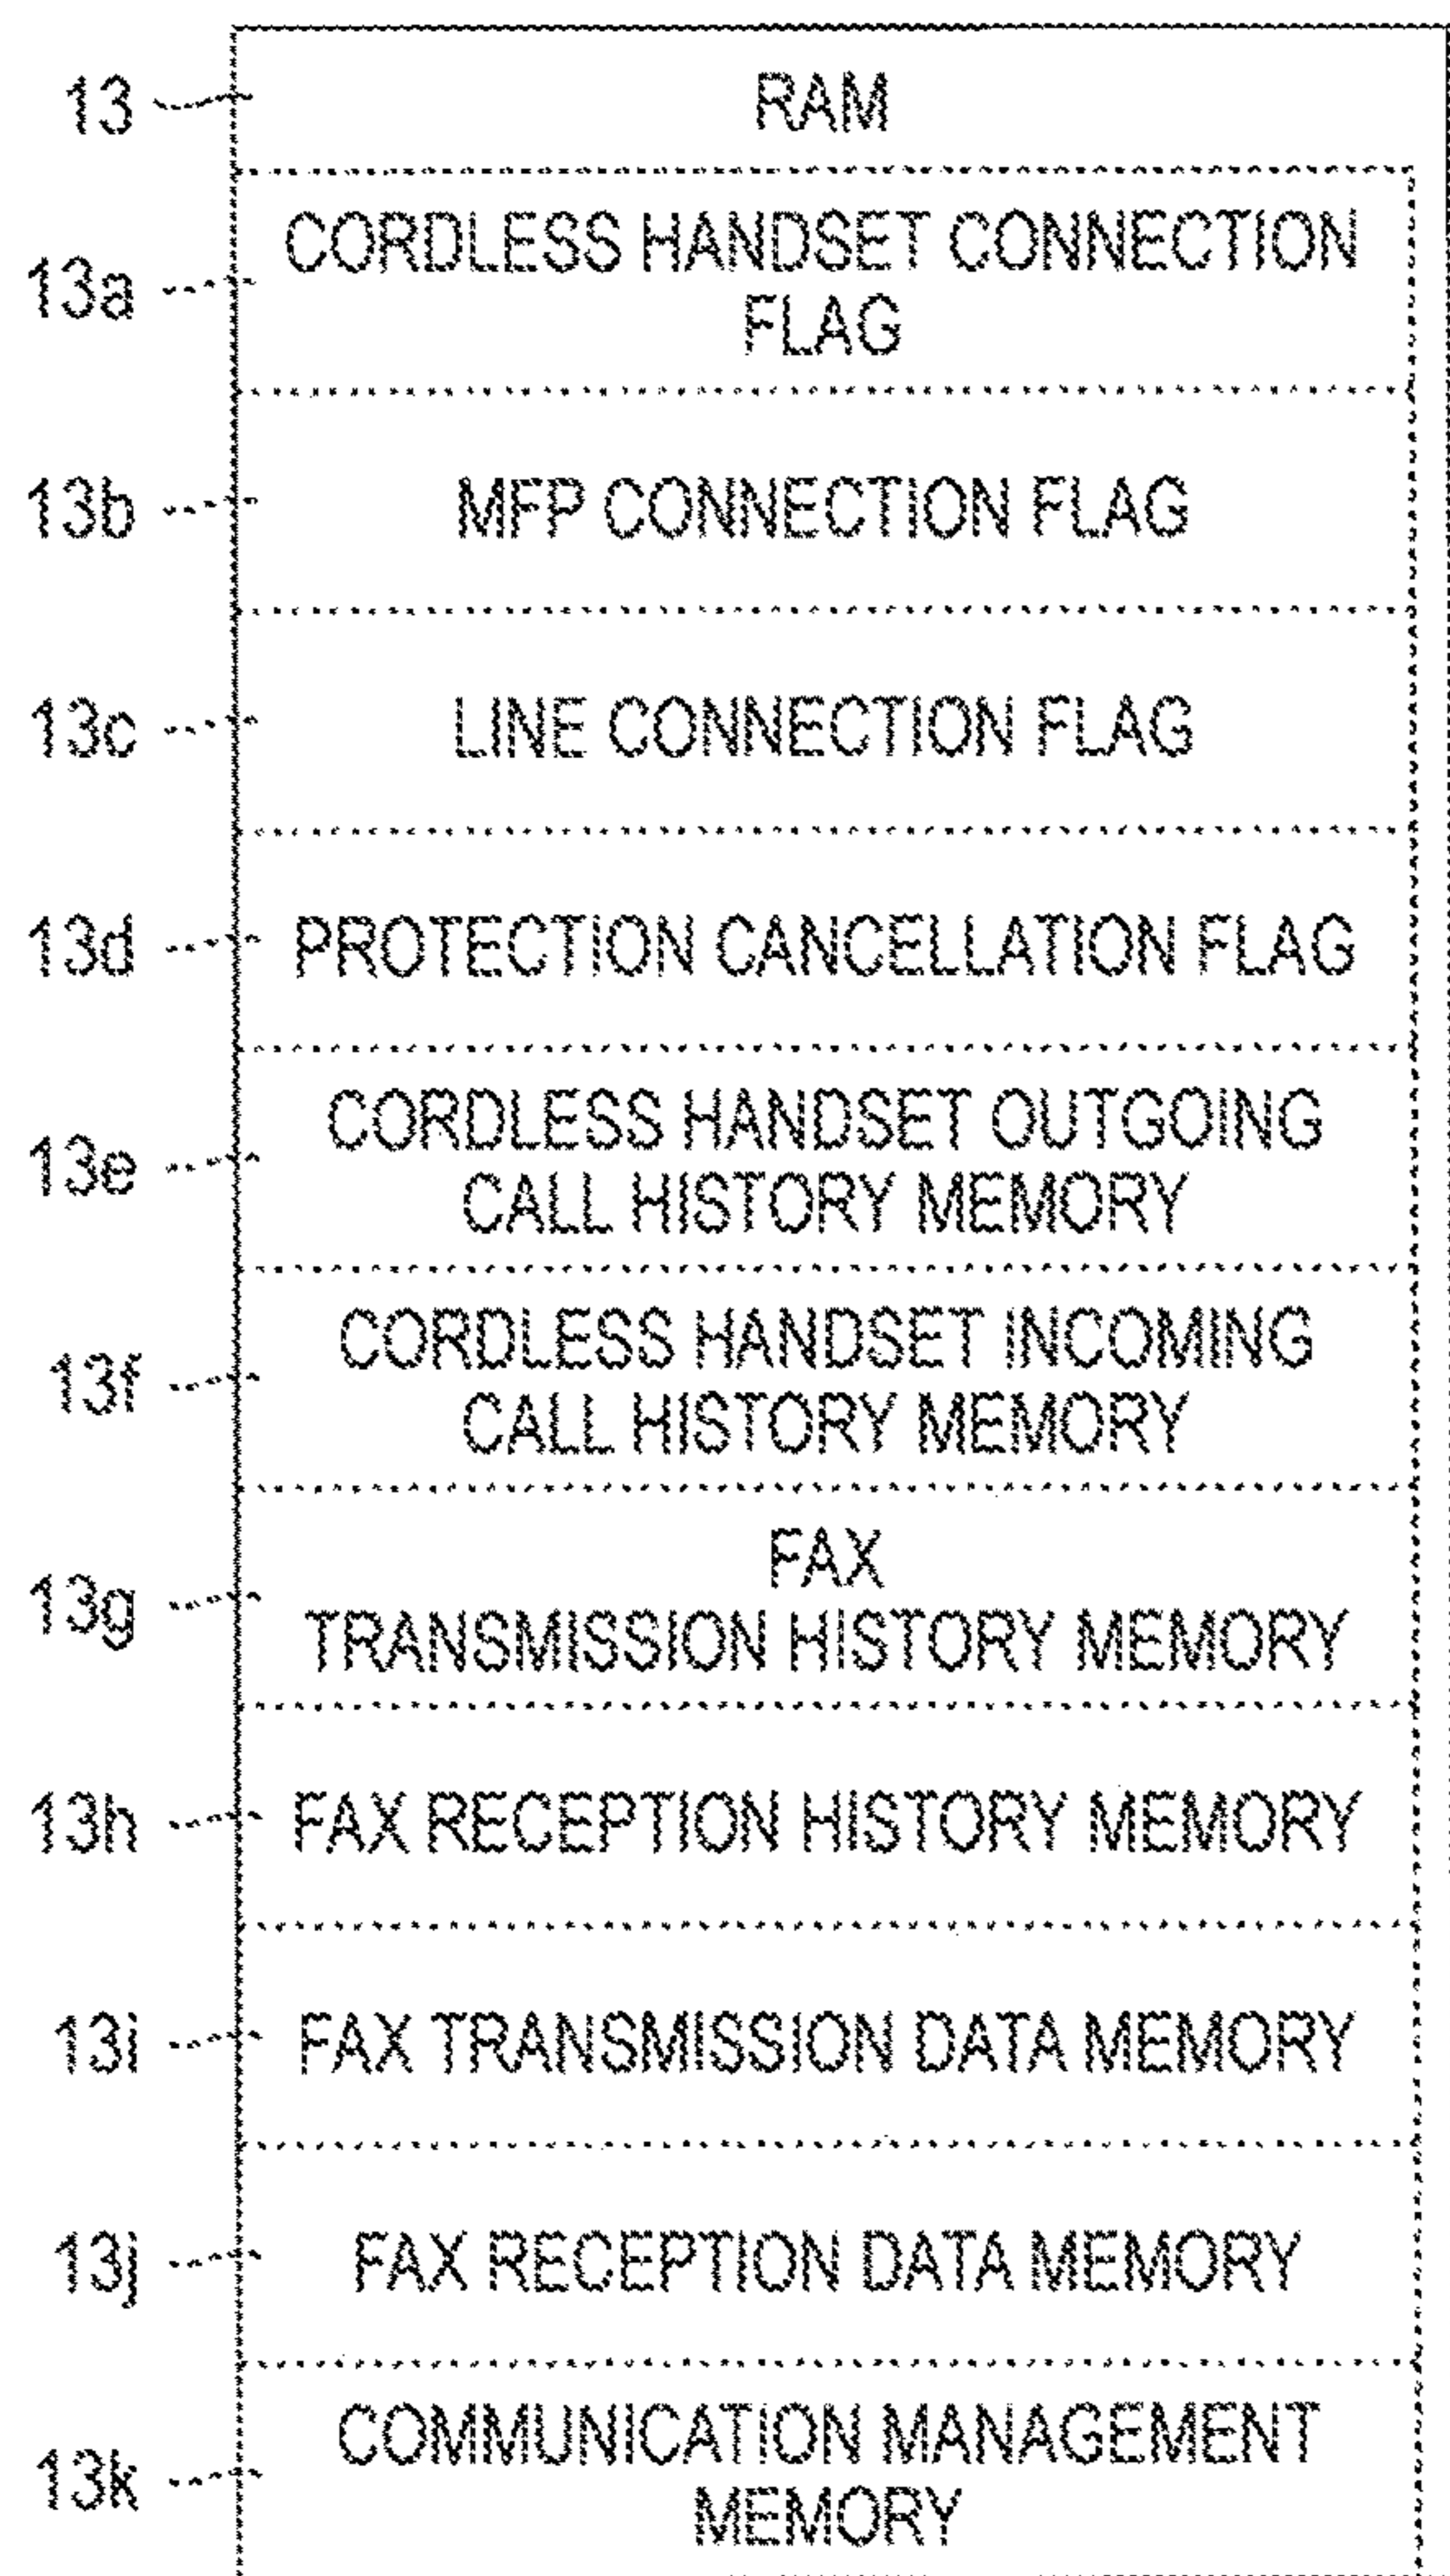 13 RAM
13a CORDLESS HANDSET CONNECTION
FLAG
13b MFP CONNECTION FLAG
13c LINE CONNECTION FLAG
13d PROTECTION CANCELLATION FLAG
13e CORDLESS HANDSET OUTGOING
CALL HISTORY MEMORY
13f CORDLESS HANDSET INCOMING
CALL HISTORY MEMORY
13g FAX
TRANSMISSION HISTORY MEMORY
13h FAX RECEPTION HISTORY MEMORY
13i FAX TRANSMISSION DATA MEMORY
13j FAX RECEPTION DATA MEMORY
13k COMMUNICATION MANAGEMENT
MEMORY